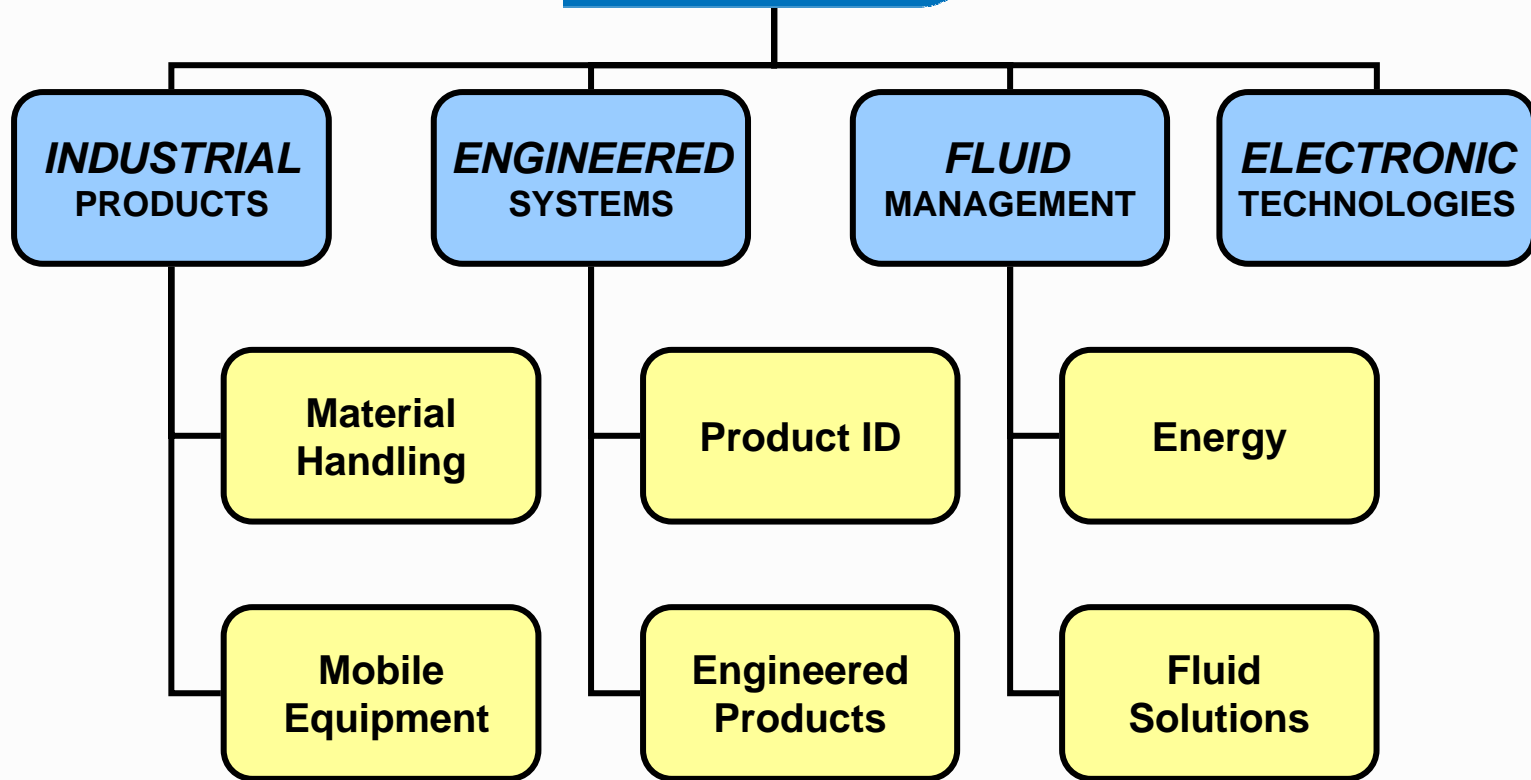 INDUSTRIAL
PRODUCTS
ENGINEERED
SYSTEMS
FLUID
MANAGEMENT
ELECTRONIC
TECHNOLOGIES
Material
Handling
Product ID
Energy
Mobile
Equipment
Engineered
Products
Fluid
Solutions